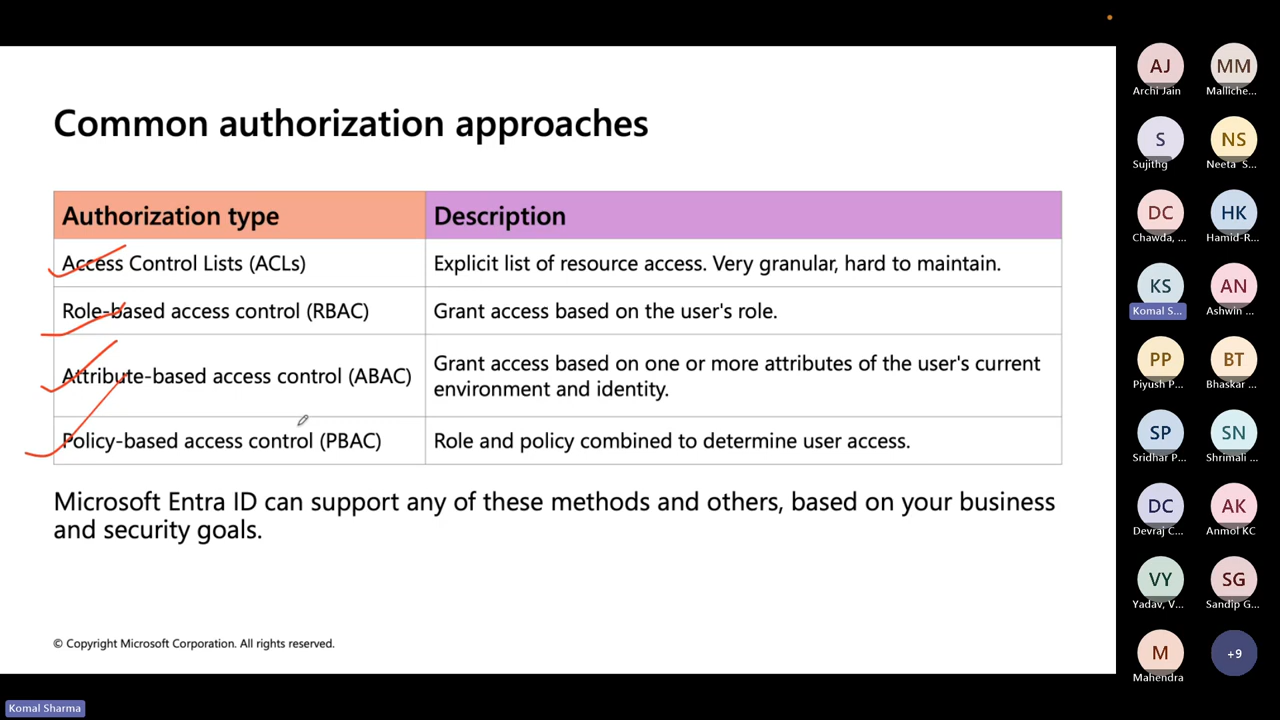 Common authorization approaches
Authorization type Description
Access Control Lists (ACLs) Explicit list of resource access. Very granular, hard to maintain.
Role-based access control (RBAC) Grant access based on the user's role.
Attribute-based access control (ABAC) Grant access based on one or more attributes of the user's current
environment and identity.
Policy-based access control (PBAC) Role and policy combined to determine user access.
Microsoft Entra ID can support any of these methods and others, based on your business
and security goals.
© Copyright Microsoft Corporation. All rights reserved.
AJ MM
Archi Jain Malliche...
S NS
Sujithg Neeta S...
DC HK
Chawda, ... Hamid-R...
KS AN
Komal S... Ashwin ...
PP BT
Piyush P... Bhaskar ...
SP SN
Sridhar P... Shrimali ...
DC AK
Devraj C... Anmol KC
VY SG
Yadav, V... Sandip G...
M +9
Mahendra
Komal Sharma